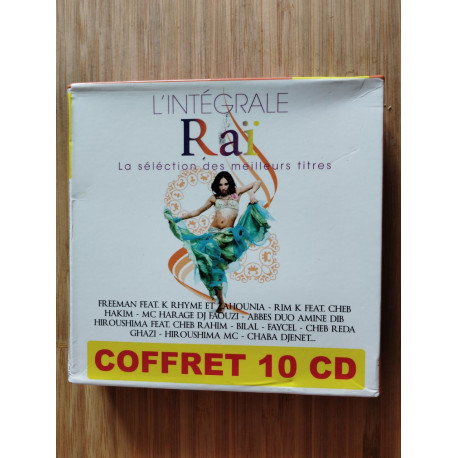 L'INTÉGRALE
Raï
La séléction des meilleurs titres
FREEMAN FEAT. K RHYME ET ZAHOUNIA - RIM K FEAT. CHEB
HAKIM - MC HARAGE DJ FAOUZI - ABBES DUO AMINE DIB
HIROUSHIMA FEAT. CHEB RAHIM - BILAL - FAYCEL - CHEB REDA
GHAZI - HIROUSHIMA MC - CHABA DJENET...
COFFRET 10 CD